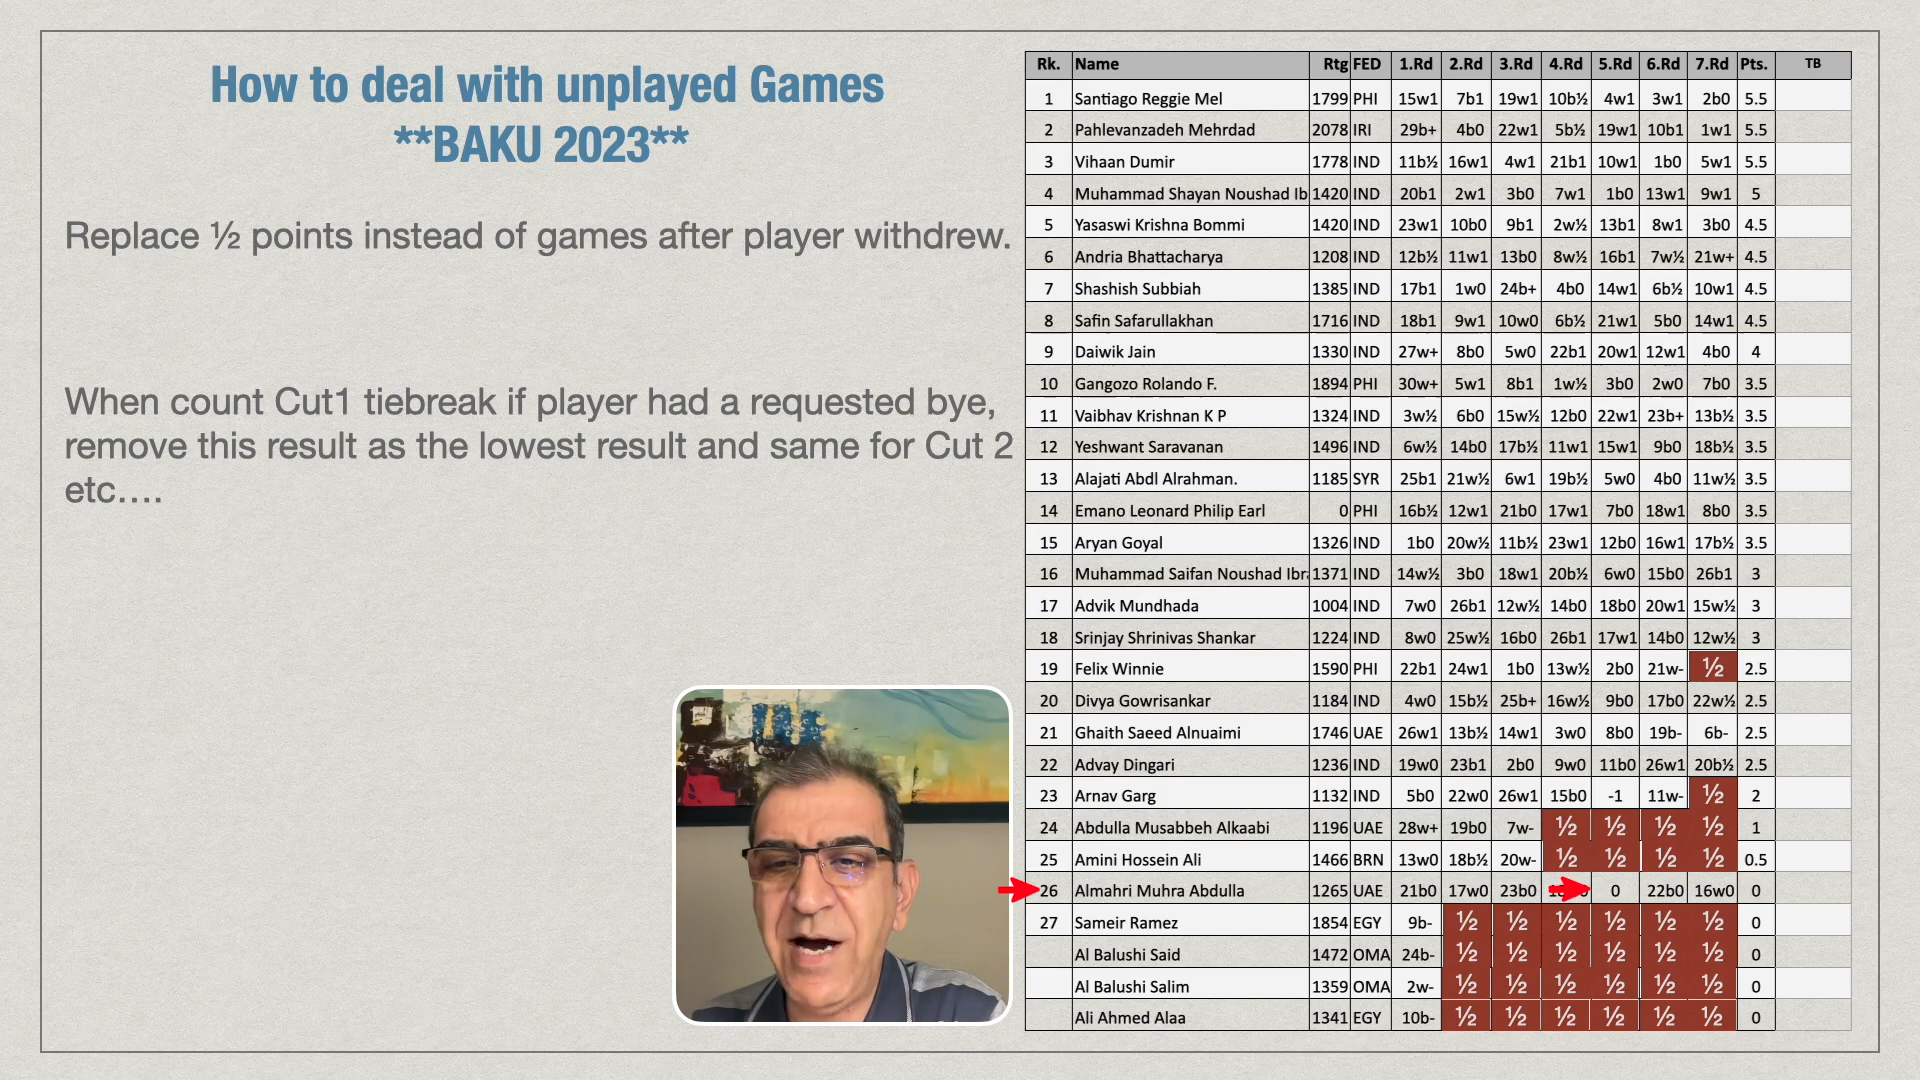 How to deal with unplayed Games
**BAKU 2023**
Replace ½ points instead of games after player withdrew.
When count Cut1 tiebreak if player had a requested bye,
remove this result as the lowest result and same for Cut 2
etc....
Rk. Name Rtg FED 1.Rd 2.Rd 3.Rd 4.Rd 5.Rd 6.Rd 7.Rd Pts. TB
1 Santiago Reggie Mel 1799 PHI 15w1 7b1 19w1 10b½ 4w1 3w1 2b0 5.5
2 Pahlevanzadeh Mehrdad 2078 IRI 29b+ 4b0 22w1 5b½ 19w1 10b1 1w1 5.5
3 Vihaan Dumir 1778 IND 11b½ 16w1 4w1 21b1 10w1 1b0 5w1 5.5
4 Muhammad Shayan Noushad Ib 1420 IND 20b1 2w1 3b0 7w1 1b0 13w1 9w1 5
5 Yasaswi Krishna Bommi 1420 IND 23w1 10b0 9b1 2w½ 13b1 8w1 3b0 4.5
6 Andria Bhattacharya 1208 IND 12b½ 11w1 13b0 8w½ 16b1 7w½ 21w+ 4.5
7 Shashish Subbiah 1385 IND 17b1 1w0 24b+ 4b0 14w1 6b½ 10w1 4.5
8 Safin Safarullakhan 1716 IND 18b1 9w1 10w0 6b½ 21w1 5b0 14w1 4.5
9 Daiwik Jain 1330 IND 27w+ 8b0 5w0 22b1 20w1 12w1 4b0 4
10 Gangozo Rolando F. 1894 PHI 30w+ 5w1 8b1 1w½ 3b0 2w0 7b0 3.5
11 Vaibhav Krishnan K P 1324 IND 3w½ 6b0 15w½ 12b0 22w1 23b+ 13b½ 3.5
12 Yeshwant Saravanan 1496 IND 6w½ 14b0 17b½ 11w1 15w1 9b0 18b½ 3.5
13 Alajati Abdl Alrahman. 1185 SYR 25b1 21w½ 6w1 19b½ 5w0 4b0 11w½ 3.5
14 Emano Leonard Philip Earl 0 PHI 16b½ 12w1 21b0 17w1 7b0 18w1 8b0 3.5
15 Aryan Goyal 1326 IND 1b0 20w½ 11b½ 23w1 12b0 16w1 17b½ 3.5
16 Muhammad Saifan Noushad Ibr 1371 IND 14w½ 3b0 18w1 20b½ 6w0 15b0 26b1 3
17 Advik Mundhada 1004 IND 7w0 26b1 12w½ 14b0 18b0 20w1 15w½ 3
18 Srinjay Shrinivas Shankar 1224 IND 8w0 25w½ 16b0 26b1 17w1 14b0 12w½ 3
19 Felix Winnie 1590 PHI 22b1 24w1 1b0 13w½ 2b0 21w- ½ 2.5
20 Divya Gowrisankar 1184 IND 4w0 15b½ 25b+ 16w½ 9b0 17b0 22w½ 2.5
21 Ghaith Saeed Alnuaimi 1746 UAE 26w1 13b½ 14w1 3w0 8b0 19b- 6b- 2.5
22 Advay Dingari 1236 IND 19w0 23b1 2b0 9w0 11b0 26w1 20b½ 2.5
23 Arnav Garg 1132 IND 5b0 22w0 26w1 15b0 -1 11w- ½ 2
24 Abdulla Musabbeh Alkaabi 1196 UAE 28w+ 19b0 7w- ½ ½ ½ ½ 1
25 Amini Hossein Ali 1466 BRN 13w0 18b½ 20w- ½ ½ ½ ½ 0.5
26 Almahri Muhra Abdulla 1265 UAE 21b0 17w0 23b0 0 22b0 16w0 0
27 Sameir Ramez 1854 EGY 9b- ½ ½ ½ ½ ½ ½ 0
Al Balushi Said 1472 OMA 24b- ½ ½ ½ ½ ½ ½ 0
Al Balushi Salim 1359 OMA 2w- ½ ½ ½ ½ ½ ½ 0
Ali Ahmed Alaa 1341 EGY 10b- ½ ½ ½ ½ ½ ½ 0